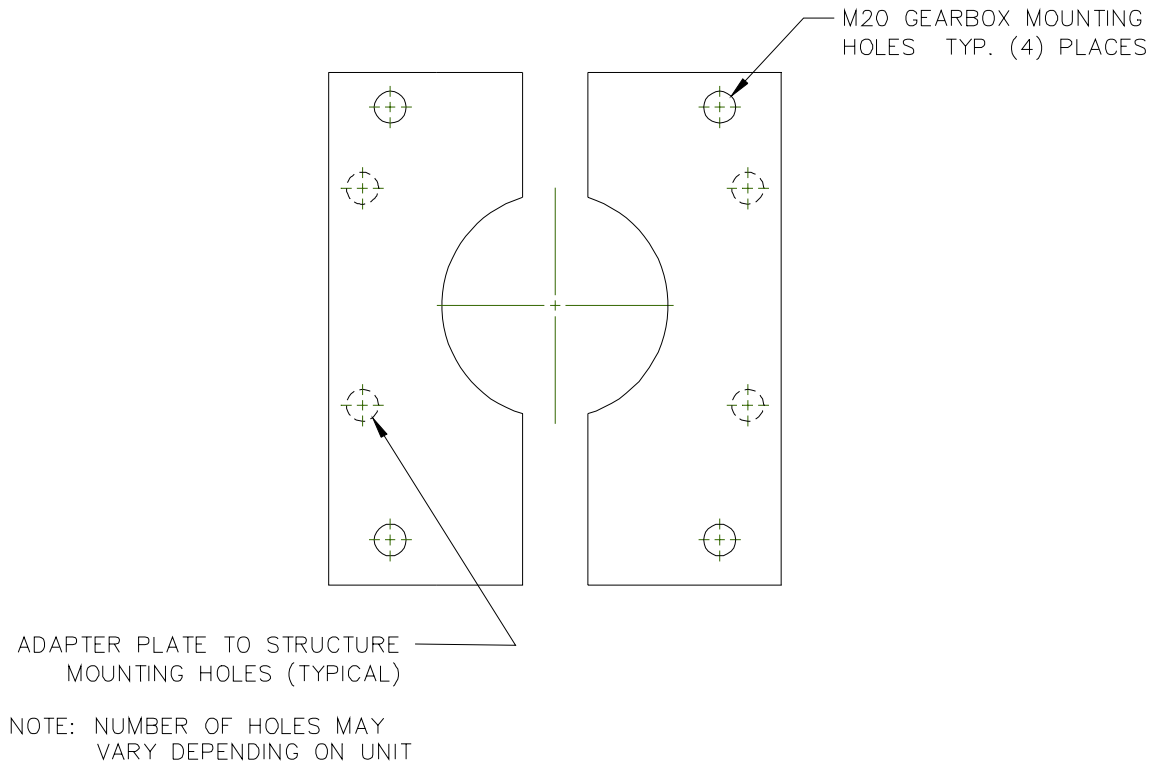 M20 GEARBOX MOUNTING
HOLES TYP. (4) PLACES
ADAPTER PLATE TO STRUCTURE
MOUNTING HOLES (TYPICAL)
NOTE: NUMBER OF HOLES MAY
VARY DEPENDING ON UNIT